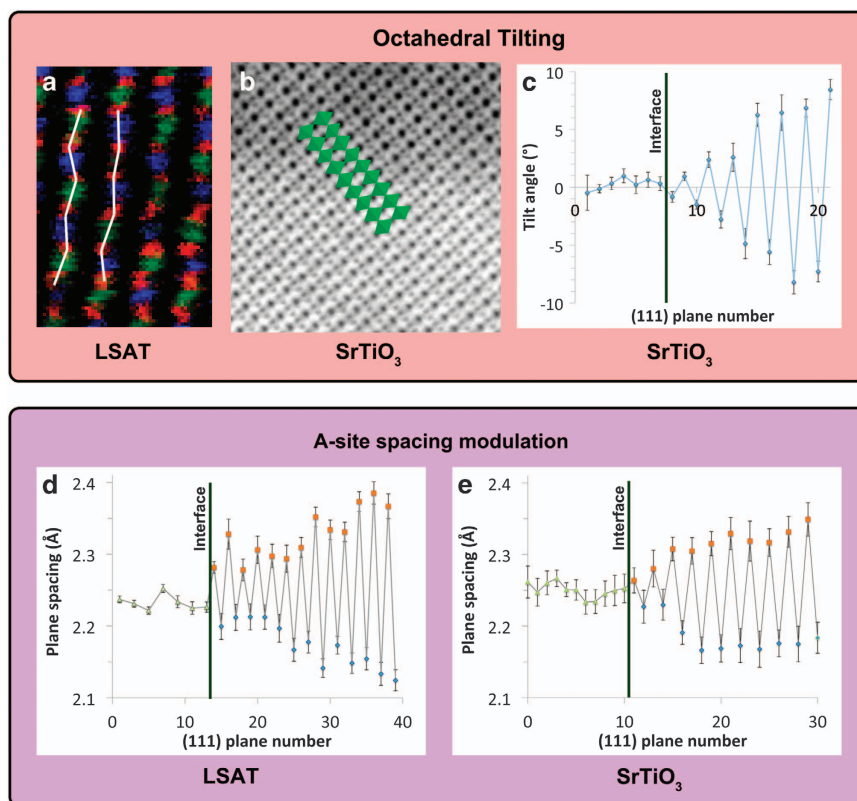 Octahedral Tilting
a
b
c
Tilt angle (°)
10
5
0
-5
-10
Interface
0
10
20
(111) plane number
LSAT
SrTiO3
SrTiO3
A-site spacing modulation
d
Plane spacing (Å)
2.4
2.3
2.2
2.1
Interface
0 10 20 30 40
(111) plane number
LSAT
e
Plane spacing (Å)
2.4
2.3
2.2
2.1
Interface
0 10 20 30
(111) plane number
SrTiO3